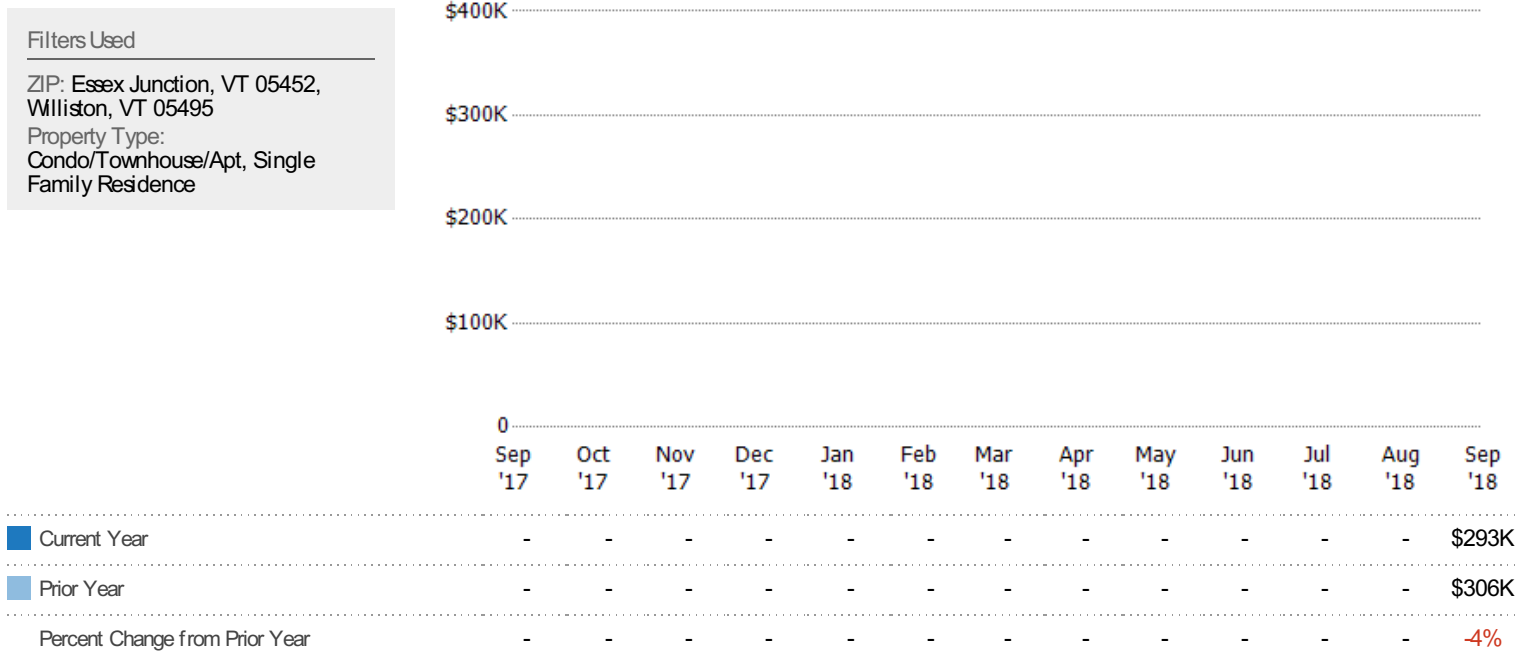 Filters Used
ZIP: Essex Junction, VT 05452,
Williston, VT 05495
Property Type:
Condo/Townhouse/Apt, Single
Family Residence
$400K
$300K
$200K
$100K
0
Sep Oct Nov Dec Jan Feb Mar Apr May Jun Jul Aug Sep
'17 '17 '17 '17 '18 '18 '18 '18 '18 '18 '18 '18 '18
Current Year - - - - - - - - - - - - $293K
Prior Year - - - - - - - - - - - - $306K
Percent Change from Prior Year - - - - - - - - - - - - -4%